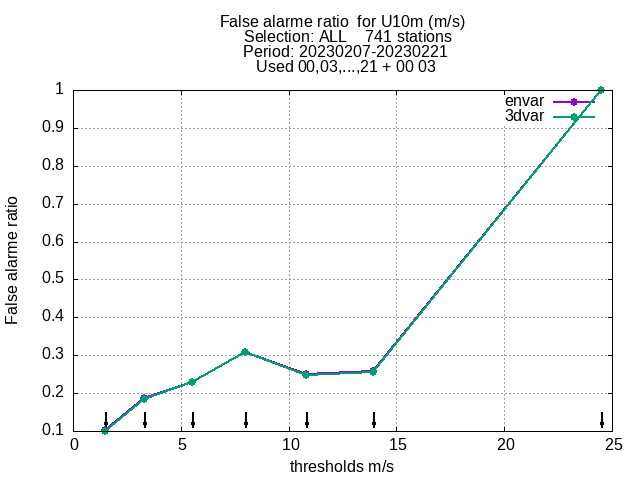 False alarme ratio  for U10m (m/s)
Selection: ALL    741 stations
Period: 20230207-20230221
Used 00,03,...,21 + 00 03
envar
3dvar
1
0.9
0.8
0.7
0.6
0.5
0.4
0.3
0.2
0.1
False alarme ratio
0 5 10 15 20 25
thresholds m/s